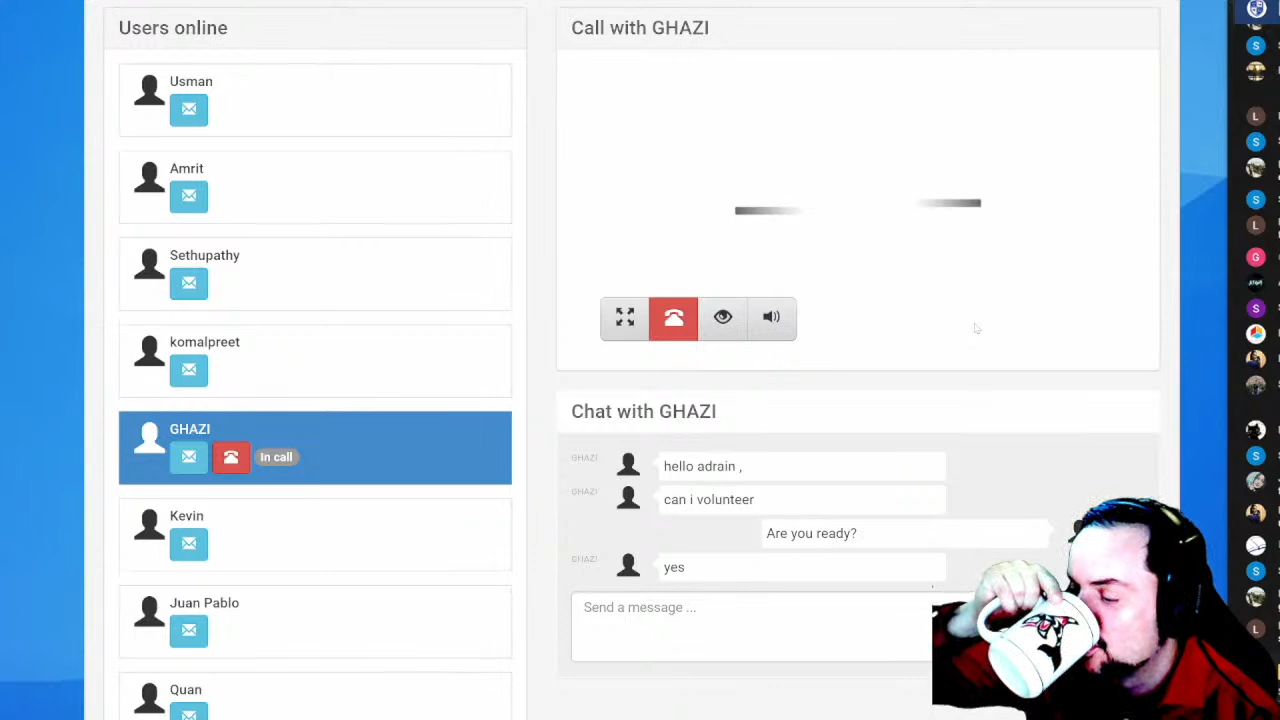 Users online
Usman
Amrit
Sethupathy
komalpreet
GHAZI
In call
Kevin
Juan Pablo
Quan
Call with GHAZI
Chat with GHAZI
GHAZI
hello adrain ,
GHAZI
can i volunteer
Are you ready?
GHAZI
yes
Send a message ...
S
L
S
S
L
G
S
S
S
L